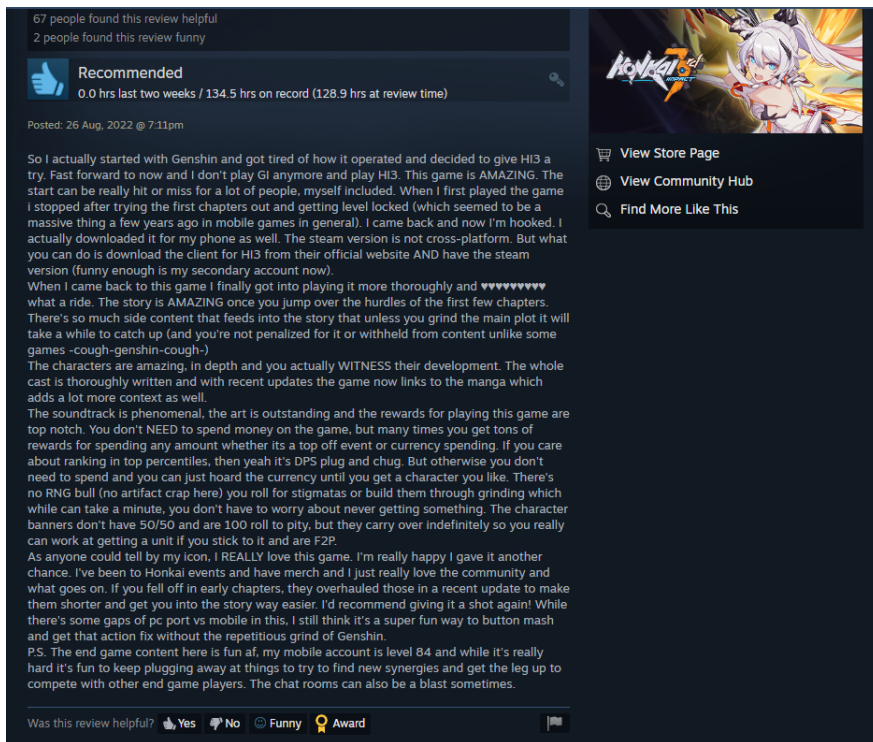 67 people found this review helpful
2 people found this review funny
Recommended
0.0 hrs last two weeks / 134.5 hrs on record (128.9 hrs at review time)
Posted: 26 Aug, 2022 @ 7:11pm
So I actually started with Genshin and got tired of how it operated and decided to give HI3 a
try. Fast forward to now and I don't play GI anymore and play HI3. This game is AMAZING. The
start can be really hit or miss for a lot of people, myself included. When I first played the game
i stopped after trying the first chapters out and getting level locked (which seemed to be a
massive thing a few years ago in mobile games in general). I came back and now I'm hooked. I
actually downloaded it for my phone as well. The steam version is not cross-platform. But what
you can do is download the client for HI3 from their official website AND have the steam
version (funny enough is my secondary account now).
When I came back to this game I finally got into playing it more thoroughly and ♥♥♥♥♥♥♥♥♥
what a ride. The story is AMAZING once you jump over the hurdles of the first few chapters.
There's so much side content that feeds into the story that unless you grind the main plot it will
take a while to catch up (and you're not penalized for it or withheld from content unlike some
games -cough-genshin-cough-)
The characters are amazing, in depth and you actually WITNESS their development. The whole
cast is thoroughly written and with recent updates the game now links to the manga which
adds a lot more context as well.
The soundtrack is phenomenal, the art is outstanding and the rewards for playing this game are
top notch. You don't NEED to spend money on the game, but many times you get tons of
rewards for spending any amount whether its a top off event or currency spending. If you care
about ranking in top percentiles, then yeah it's DPS plug and chug. But otherwise you don't
need to spend and you can just hoard the currency until you get a character you like. There's
no RNG bull (no artifact crap here) you roll for stigmatas or build them through grinding which
while can take a minute, you don't have to worry about never getting something. The character
banners don't have 50/50 and are 100 roll to pity, but they carry over indefinitely so you really
can work at getting a unit if you stick to it and are F2P.
As anyone could tell by my icon, I REALLY love this game. I'm really happy I gave it another
chance. I've been to Honkai events and have merch and I just really love the community and
what goes on. If you fell off in early chapters, they overhauled those in a recent update to make
them shorter and get you into the story way easier. I'd recommend giving it a shot again! While
there's some gaps of pc port vs mobile in this, I still think it's a super fun way to button mash
and get that action fix without the repetitious grind of Genshin.
P.S. The end game content here is fun af, my mobile account is level 84 and while it's really
hard it's fun to keep plugging away at things to try to find new synergies and get the leg up to
compete with other end game players. The chat rooms can also be a blast sometimes.
Was this review helpful? Yes No Funny Award
HONKAI 3rd
IMPACT
View Store Page
View Community Hub
Find More Like This